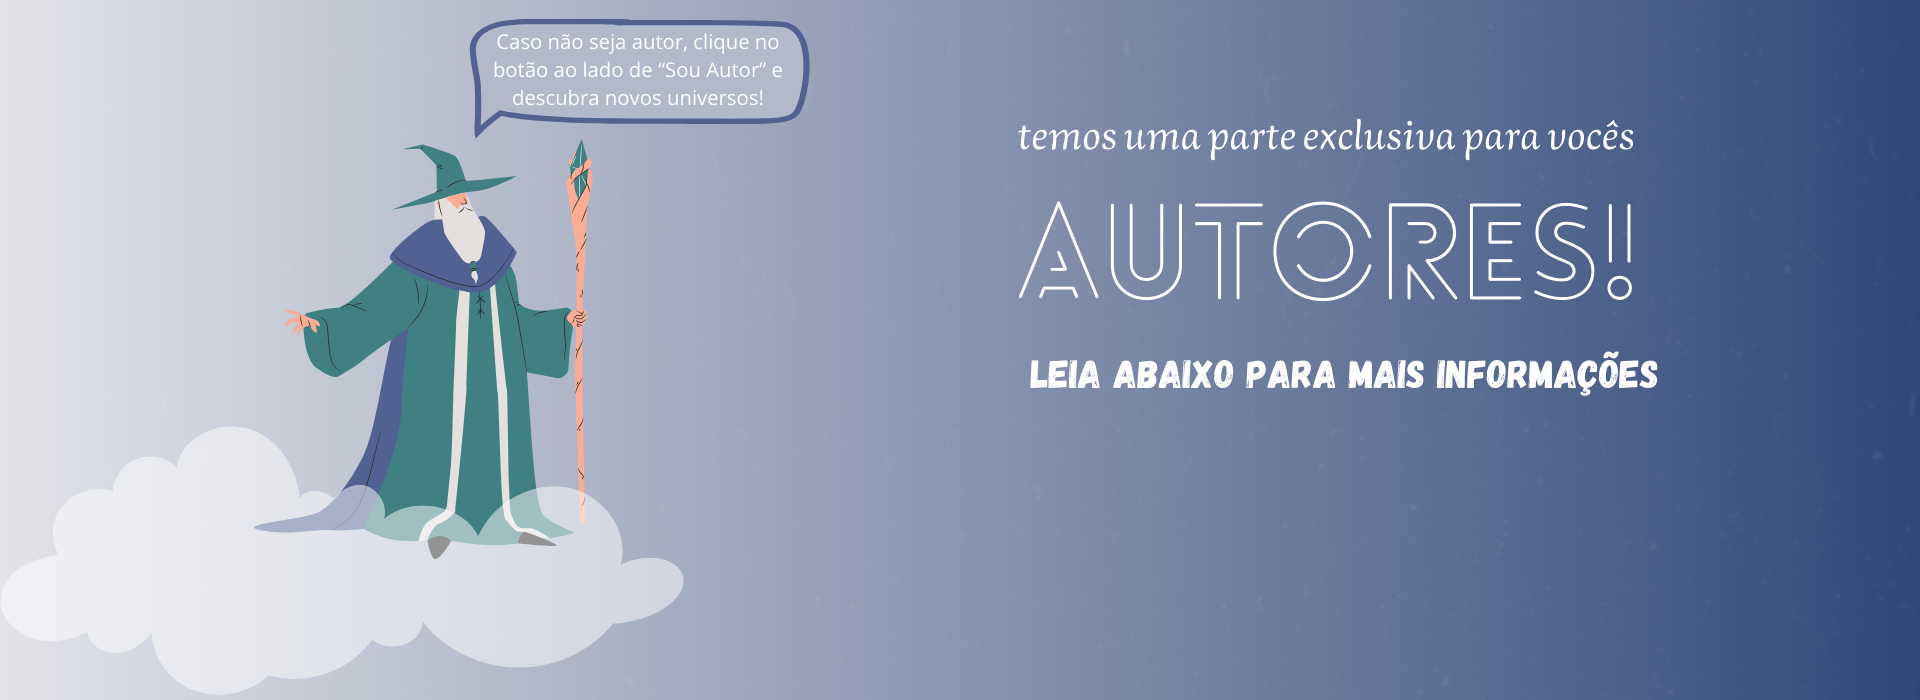 Caso não seja autor, clique no
botão ao lado de “Sou Autor” e
descubra novos universos!
temos uma parte exclusiva para vocês
AUTORES!
LEIA ABAIXO PARA MAIS INFORMAÇÕES